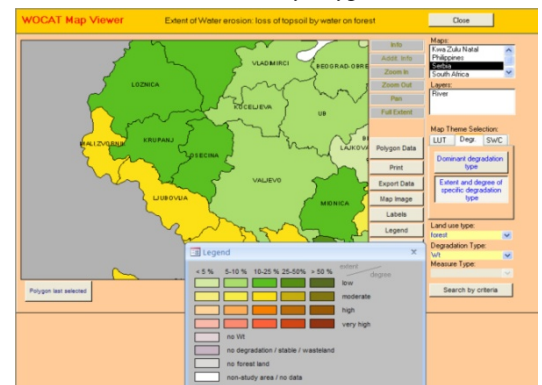 WOCAT Map Viewer
Extent of Water erosion: loss of topsoil by water on forest
Close
Info
Addit. Info
Zoom In
Zoom Out
Pan
Full Extent
Polygon Data
Print
Export Data
Map Image
Labels
Legend
Maps:
Kwa Zulu Natal
Philippines
Serbia
South Africa
Layers:
River
Map Theme Selection:
LUT Degr. SWC
Dominant degradation
type
Extent and degree of
specific degradation
type
Land use type:
forest
Degradation Type:
Wt
Measure Type:
Search by criteria
VLADIMIRCI
BEOGRAD-OBRE
LOZNICA
KOCELJEVA
UB
MALIZVORNIK
KRUPANJ
OSECINA
LAJKOV
VALJEVO
LJUBOVIJA
MIONICA
Polygon last selected
Legend
< 5 % 5-10% 10-25 % 25-50% > 50 % extent
degree
low
moderate
high
very high
no Wt
no degradation / stable / wasteland
no forest land
non-study area / no data